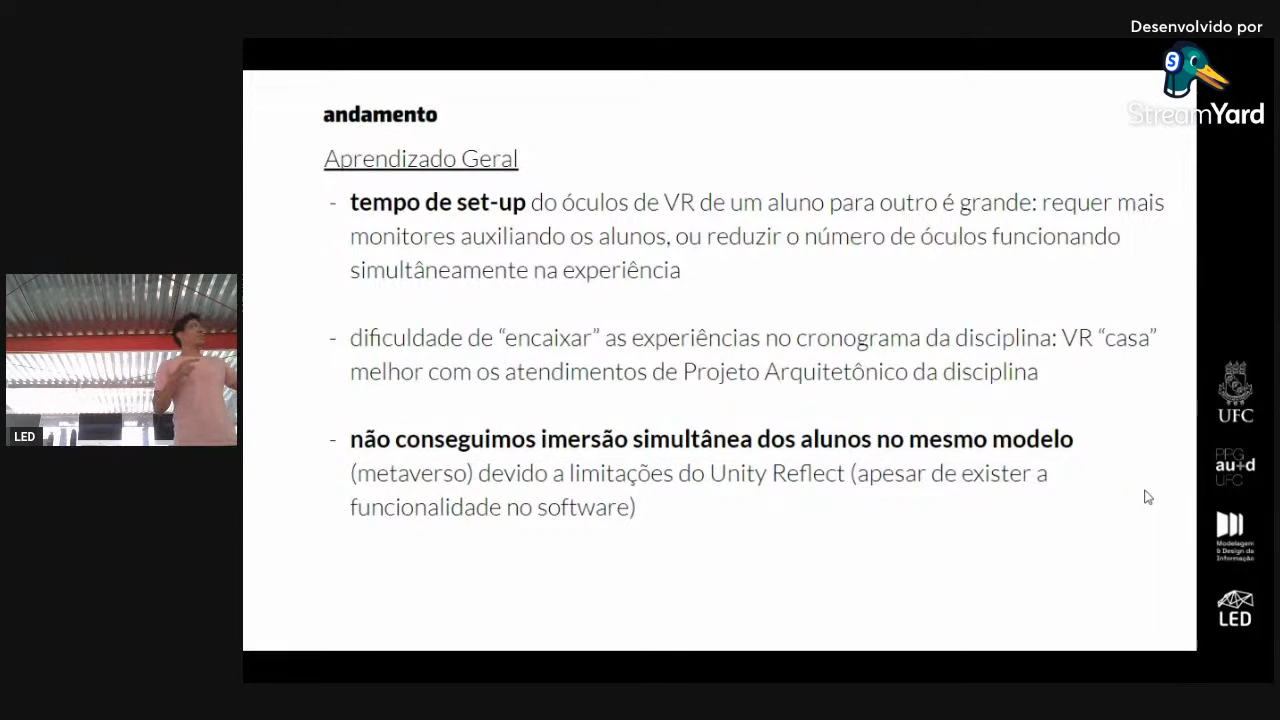 Desenvolvido por
StreamYard
andamento
Aprendizado Geral
- tempo de set-up do óculos de VR de um aluno para outro é grande: requer mais
monitores auxiliando os alunos, ou reduzir o número de óculos funcionando
simultâneamente na experiência
- dificuldade de “encaixar” as experiências no cronograma da disciplina: VR “casa”
melhor com os atendimentos de Projeto Arquitetônico da disciplina
- não conseguimos imersão simultânea dos alunos no mesmo modelo
(metaverso) devido a limitações do Unity Reflect (apesar de exister a
funcionalidade no software)
LED
UFC
PPG
au+d
UFC
Modelagem
& Design da
Informação
LED